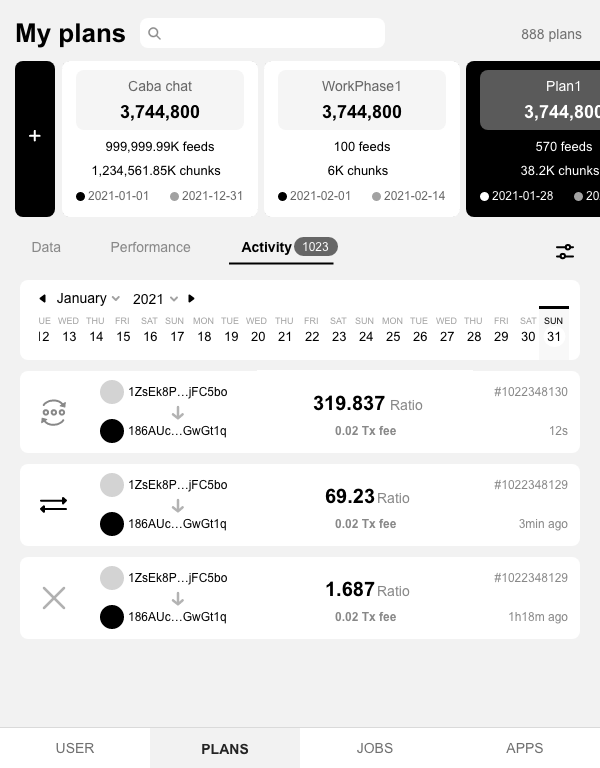 My plans
888 plans
+
Caba chat
3,744,800
999,999.99K feeds
1,234,561.85K chunks
2021-01-01 2021-12-31
WorkPhase1
3,744,800
100 feeds
6K chunks
2021-02-01 2021-02-14
Plan1
3,744,800
570 feeds
38.2K chunks
2021-01-28 20
Data Performance Activity 1023
January 2021
UE WED THU FRI SAT SUN MON TUE WED THU FRI SAT SUN MON TUE WED THU FRI SAT SUN
12 13 14 15 16 17 18 19 20 21 22 23 24 25 26 27 28 29 30 31
1ZsEk8P...jFC5bo
186AUc...GwGt1q
319.837 Ratio
0.02 Tx fee
#1022348130
12s
1ZsEk8P...jFC5bo
186AUc...GwGt1q
69.23 Ratio
0.02 Tx fee
#1022348129
3min ago
1ZsEk8P...jFC5bo
186AUc...GwGt1q
1.687 Ratio
0.02 Tx fee
#1022348129
1h18m ago
USER PLANS JOBS APPS